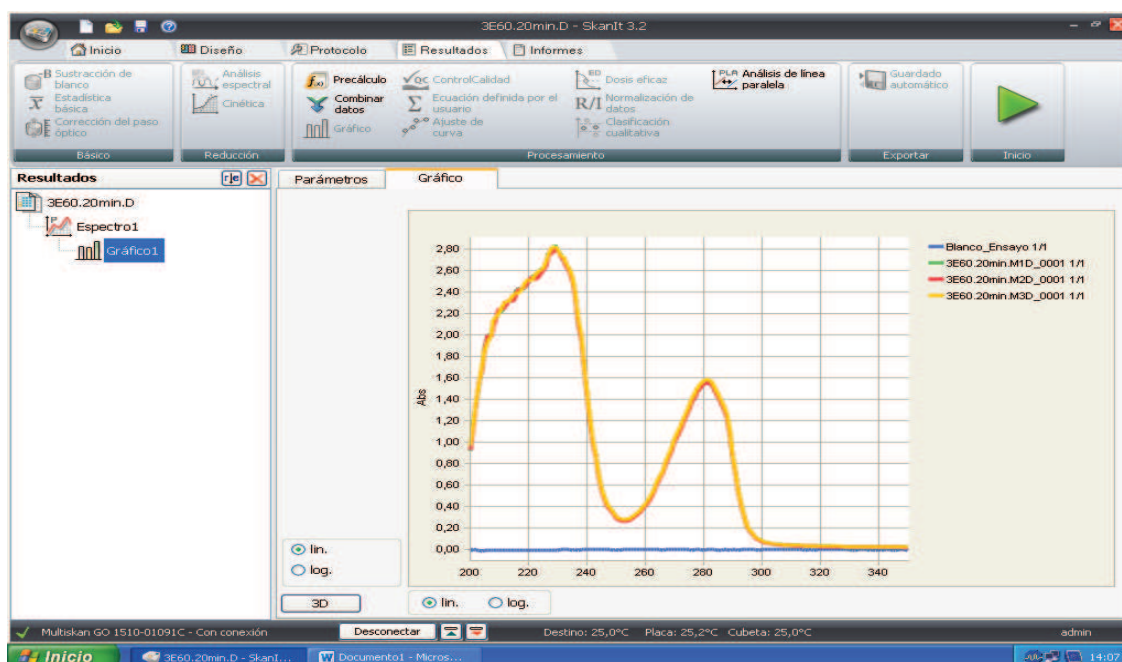 3E60.20min.D - SkanIt 3.2
Inicio Diseño Protocolo Resultados Informes
Sustracción de blanco
Estadística básica
Corrección del paso óptico
Básico
Análisis espectral
Cinética
Reducción
Precálculo
Combinar datos
Gráfico
ControlCalidad
Ecuación definida por el usuario
Ajuste de curva
Dosis eficaz
Normalización de datos
Clasificación cualitativa
Análisis de línea paralela
Procesamiento
Guardado automático
Exportar
Inicio
Resultados
3E60.20min.D
Espectro1
Gráfico1
Parámetros Gráfico
Abs
2,80
2,60
2,40
2,20
2,00
1,80
1,60
1,40
1,20
1,00
0,80
0,60
0,40
0,20
0,00
200 220 240 260 280 300 320 340
Blanco_Ensayo 1/1
3E60.20min.M1D_0001 1/1
3E60.20min.M2D_0001 1/1
3E60.20min.M3D_0001 1/1
lin.
log.
3D
lin. log.
Multiskan GO 1510-01091C - Con conexión Desconectar Destino: 25,0°C Placa: 25,2°C Cubeta: 25,0°C admin
Inicio 3E60.20min.D - SkanI... Documento1 - Micros... 14:07